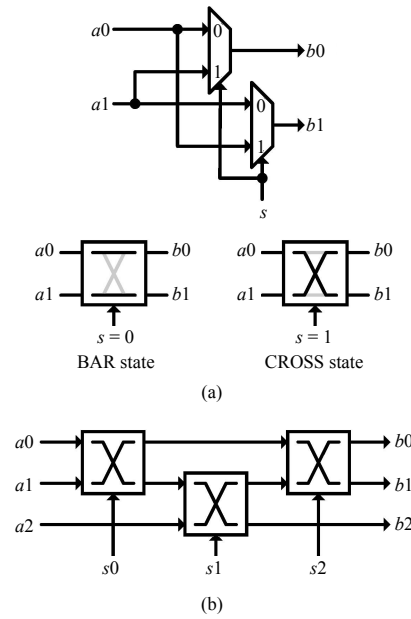 a0
0
b0
1
a1
0
b1
1
s
a0 b0 a0 b0
a1 b1 a1 b1
s = 0 s = 1
BAR state CROSS state
(a)
a0 b0
a1 b1
a2 b2
s0 s1 s2
(b)